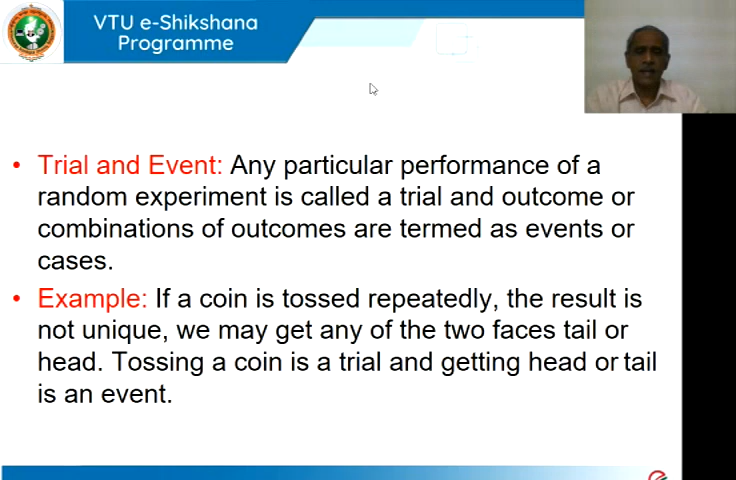 VTU e-Shikshana
Programme
• Trial and Event: Any particular performance of a
random experiment is called a trial and outcome or
combinations of outcomes are termed as events or
cases.
• Example: If a coin is tossed repeatedly, the result is
not unique, we may get any of the two faces tail or
head. Tossing a coin is a trial and getting head or tail
is an event.